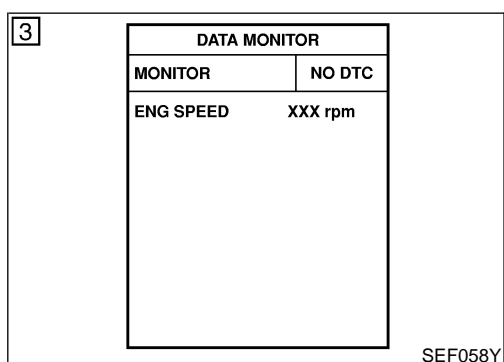 3
DATA MONITOR
MONITOR NO DTC
ENG SPEED XXX rpm
SEF058Y